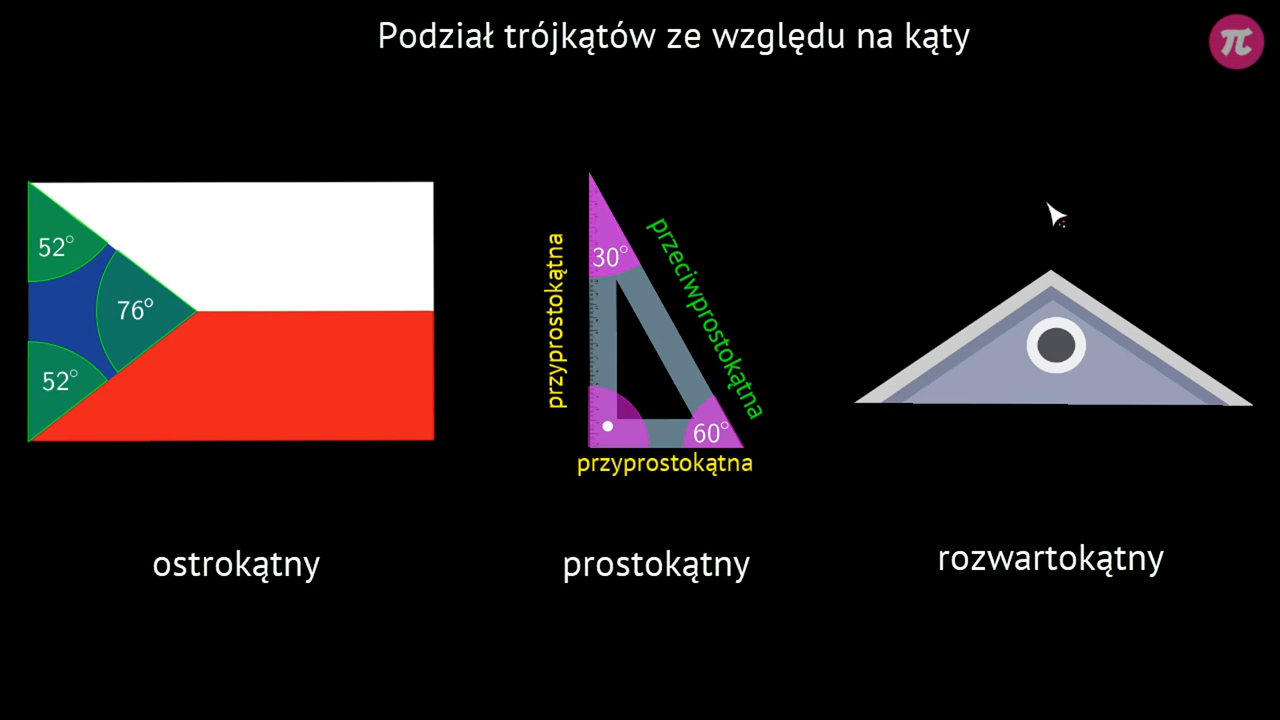 Podział trójkątów ze względu na kąty
π
52°
76°
52°
przyprostokątna
30°
przeciwprostokątna
60°
przyprostokątna
ostrokątny
prostokątny
rozwartokątny